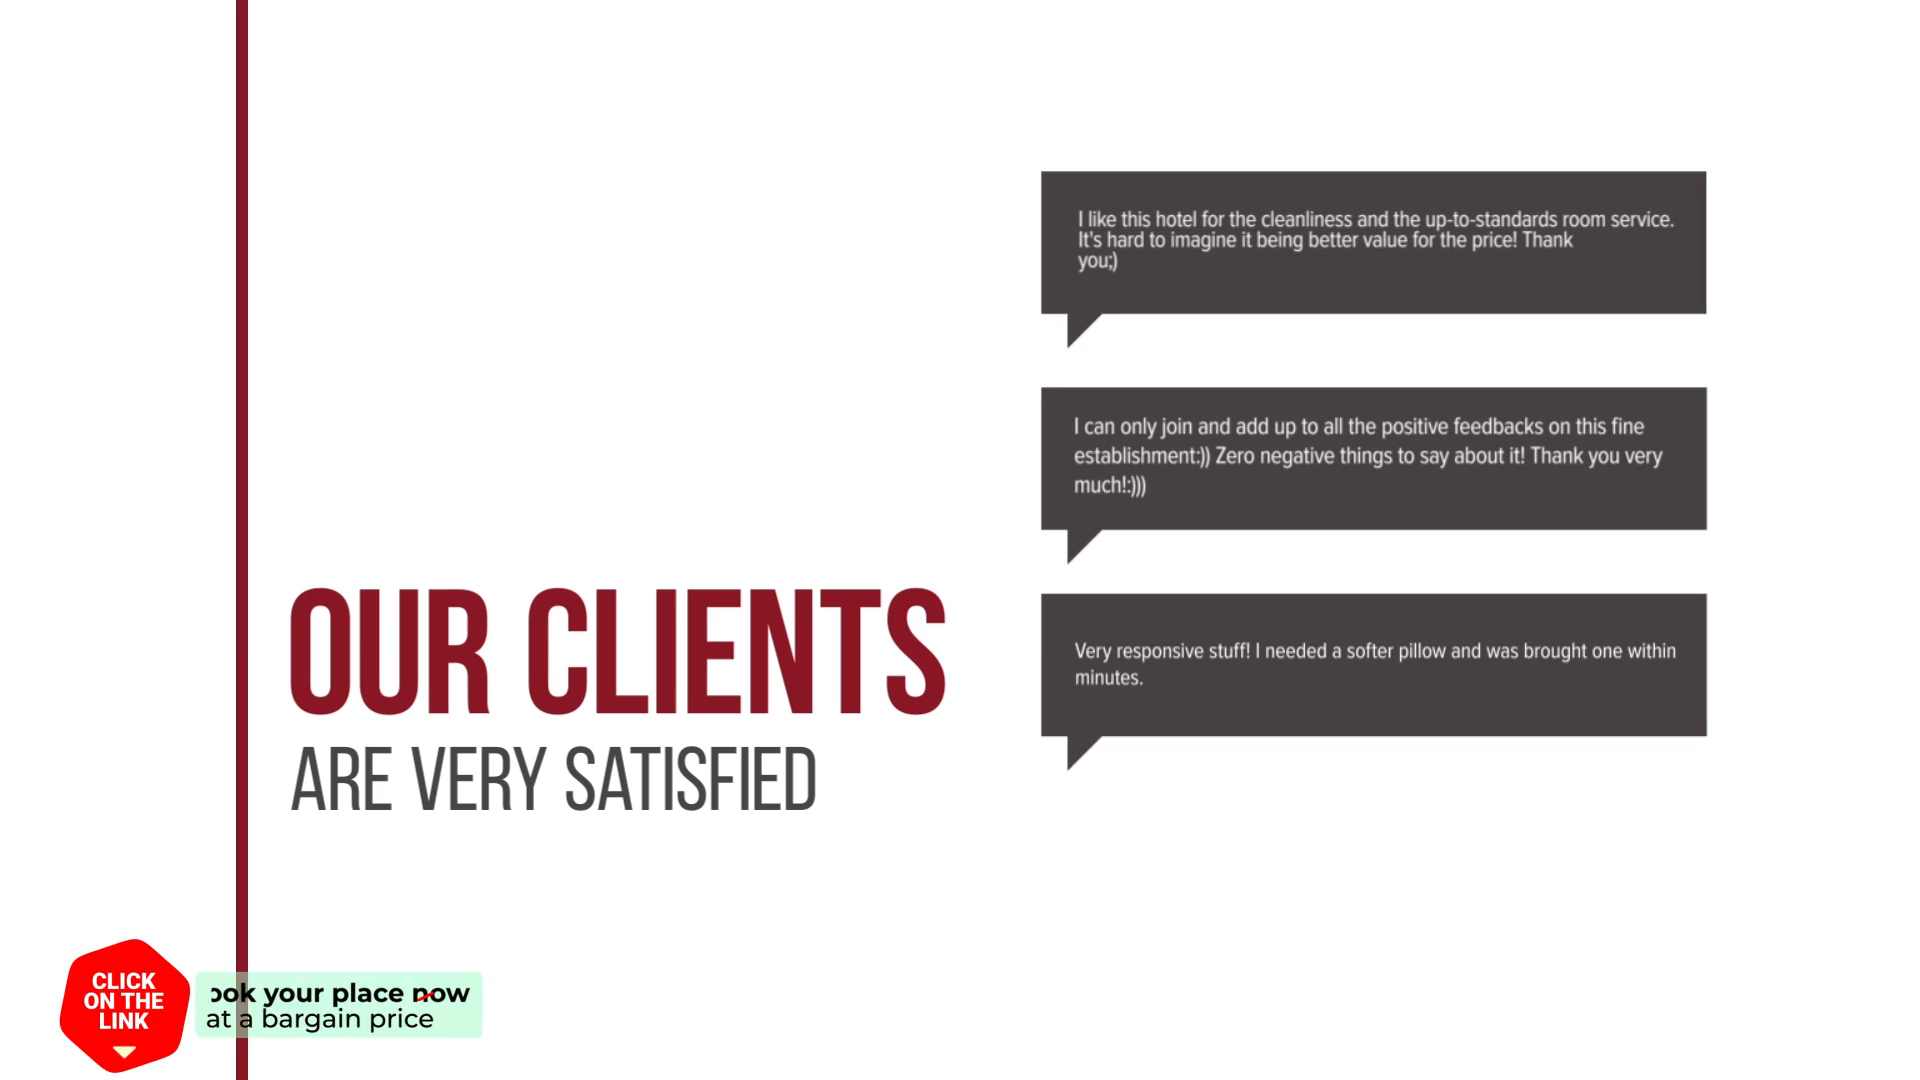 I like this hotel for the cleanliness and the up-to-standards room service.
It's hard to imagine it being better value for the price! Thank
you;)
I can only join and add up to all the positive feedbacks on this fine
establishment:)) Zero negative things to say about it! Thank you very
much!:)))
Very responsive stuff! I needed a softer pillow and was brought one within
minutes.
OUR CLIENTS
ARE VERY SATISFIED
CLICK
ON THE
LINK
your place now
at a bargain price